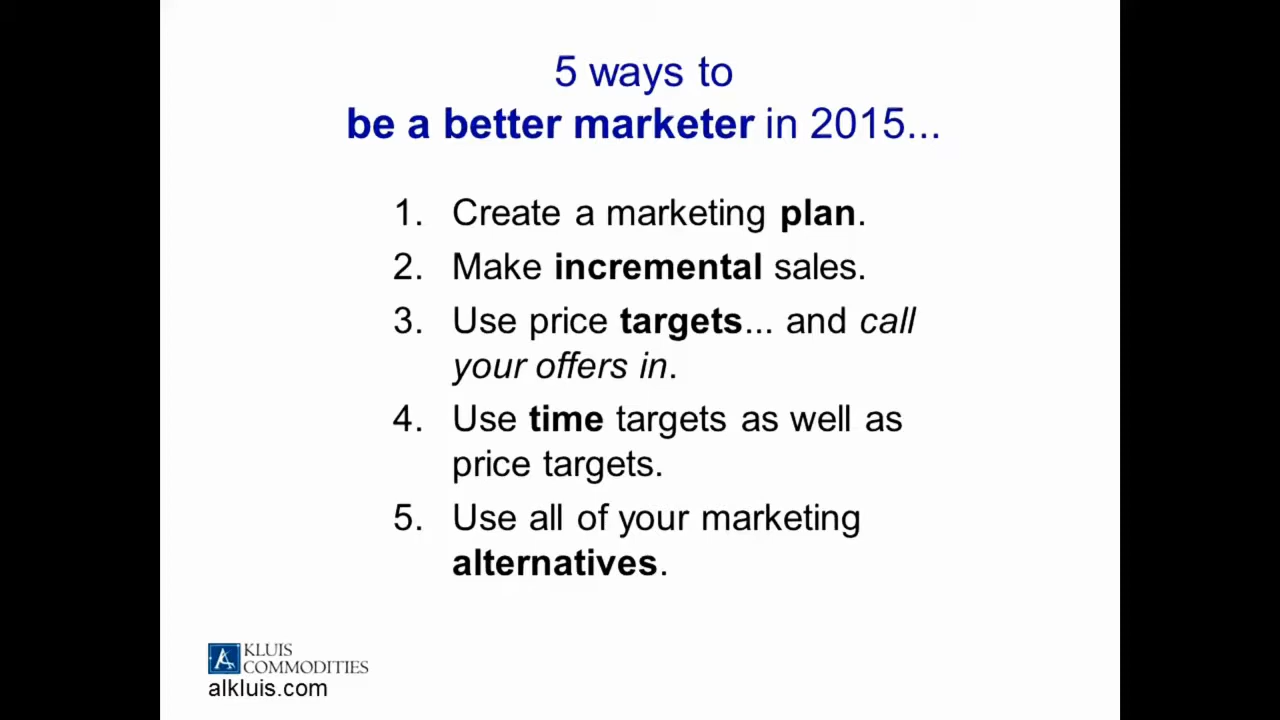 5 ways to
be a better marketer in 2015...
1. Create a marketing plan.
2. Make incremental sales.
3. Use price targets... and call
your offers in.
4. Use time targets as well as
price targets.
5. Use all of your marketing
alternatives.
KLUIS
COMMODITIES
alkluis.com